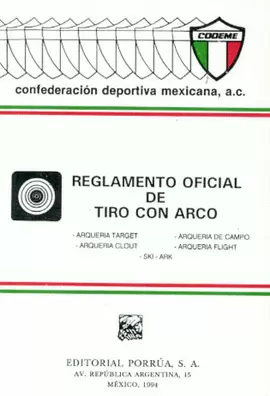 CODEME
confederación deportiva mexicana, a.c.
REGLAMENTO OFICIAL
DE
TIRO CON ARCO
- ARQUERIA TARGET
- ARQUERIA DE CAMPO
- ARQUERIA CLOUT
- ARQUERIA FLIGHT
- SKI - ARK
EDITORIAL PORRÚA, S. A.
AV. REPÚBLICA ARGENTINA, 15
MÉXICO, 1994